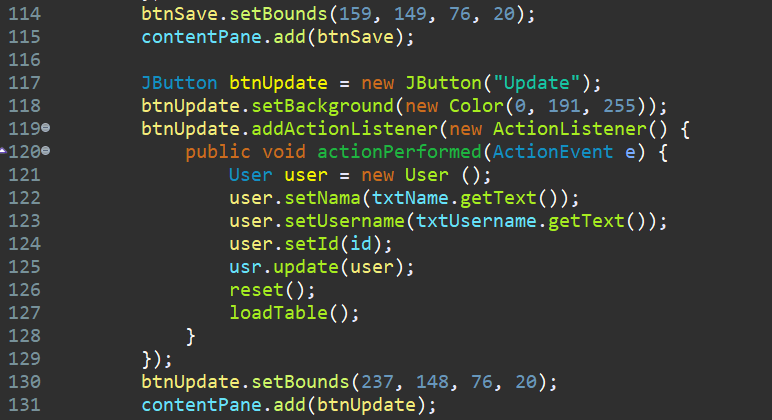 114 btnSave.setBounds(159, 149, 76, 20);
115 contentPane.add(btnSave);
116
117 JButton btnUpdate = new JButton("Update");
118 btnUpdate.setBackground(new Color(0, 191, 255));
119 btnUpdate.addActionListener(new ActionListener() {
120 public void actionPerformed(ActionEvent e) {
121 User user = new User ();
122 user.setNama(txtName.getText());
123 user.setUsername(txtUsername.getText());
124 user.setId(id);
125 usr.update(user);
126 reset();
127 loadTable();
128 }
129 });
130 btnUpdate.setBounds(237, 148, 76, 20);
131 contentPane.add(btnUpdate);